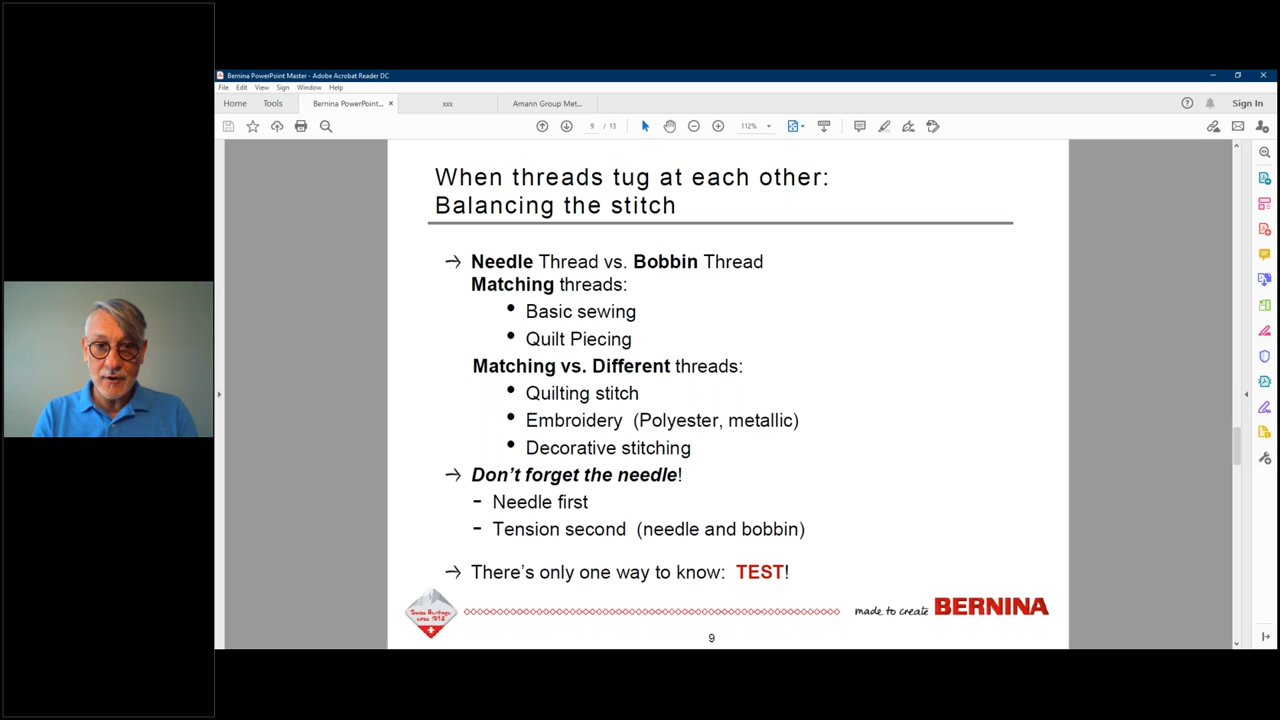 Bernina PowerPoint Master - Adobe Acrobat Reader DC
File Edit View Sign Window Help
Home Tools Bernina PowerPoint... × xxx Amann Group Met... Sign In
9 / 13 112%
When threads tug at each other:
Balancing the stitch
→ Needle Thread vs. Bobbin Thread
Matching threads:
• Basic sewing
• Quilt Piecing
Matching vs. Different threads:
• Quilting stitch
• Embroidery (Polyester, metallic)
• Decorative stitching
→ Don't forget the needle!
- Needle first
- Tension second (needle and bobbin)
→ There's only one way to know: TEST!
Swiss Heritage
since 1893
made to create BERNINA
9